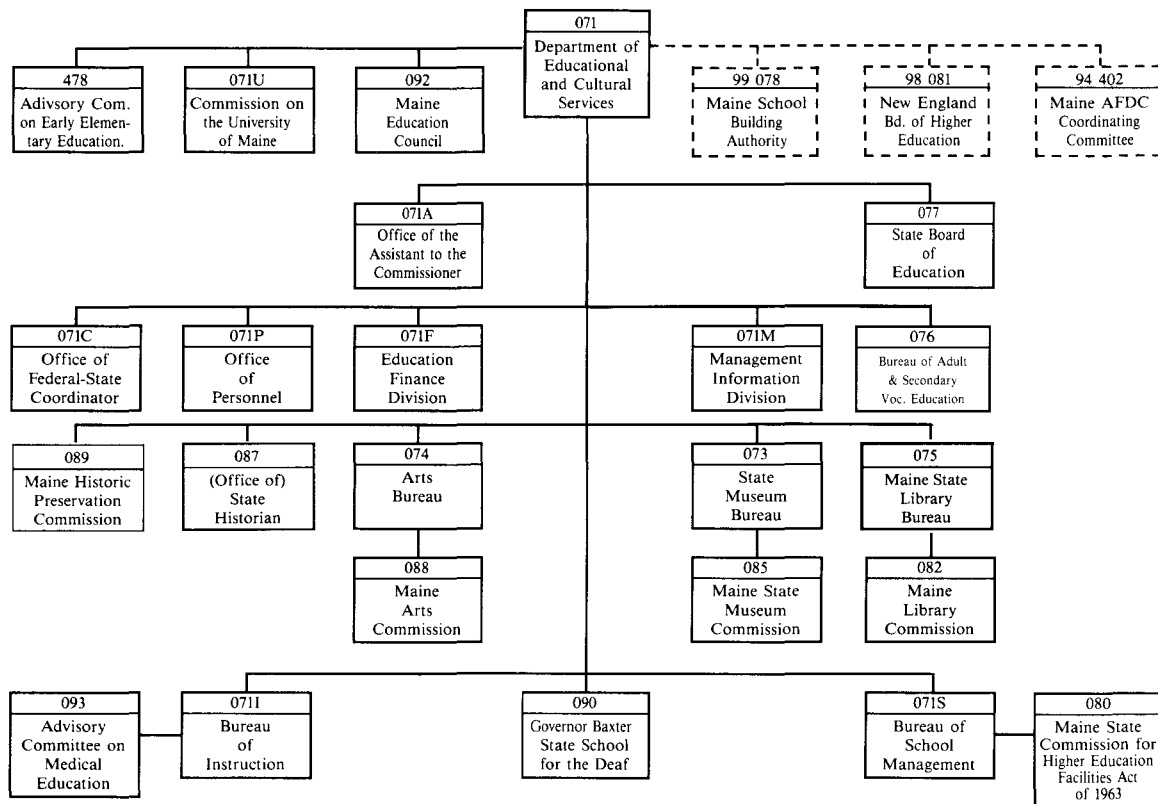 071
Department of
Educational
and Cultural
Services
478
Adivsory Com.
on Early Elemen-
tary Education.
071U
Commission on
the University
of Maine
092
Maine
Education
Council
99 078
Maine School
Building
Authority
98 081
New England
Bd. of Higher
Education
94 402
Maine AFDC
Coordinating
Committee
071A
Office of the
Assistant to the
Commissioner
077
State Board
of
Education
071C
Office of
Federal-State
Coordinator
071P
Office
of
Personnel
071F
Education
Finance
Division
071M
Management
Information
Division
076
Bureau of Adult
& Secondary
Voc. Education
089
Maine Historic
Preservation
Commission
087
(Office of)
State
Historian
074
Arts
Bureau
073
State
Museum
Bureau
075
Maine State
Library
Bureau
088
Maine
Arts
Commission
085
Maine State
Museum
Commission
082
Maine
Library
Commission
093
Advisory
Committee on
Medical
Education
071I
Bureau
of
Instruction
090
Governor Baxter
State School
for the Deaf
071S
Bureau of
School
Management
080
Maine State
Commission for
Higher Education
Facilities Act
of 1963